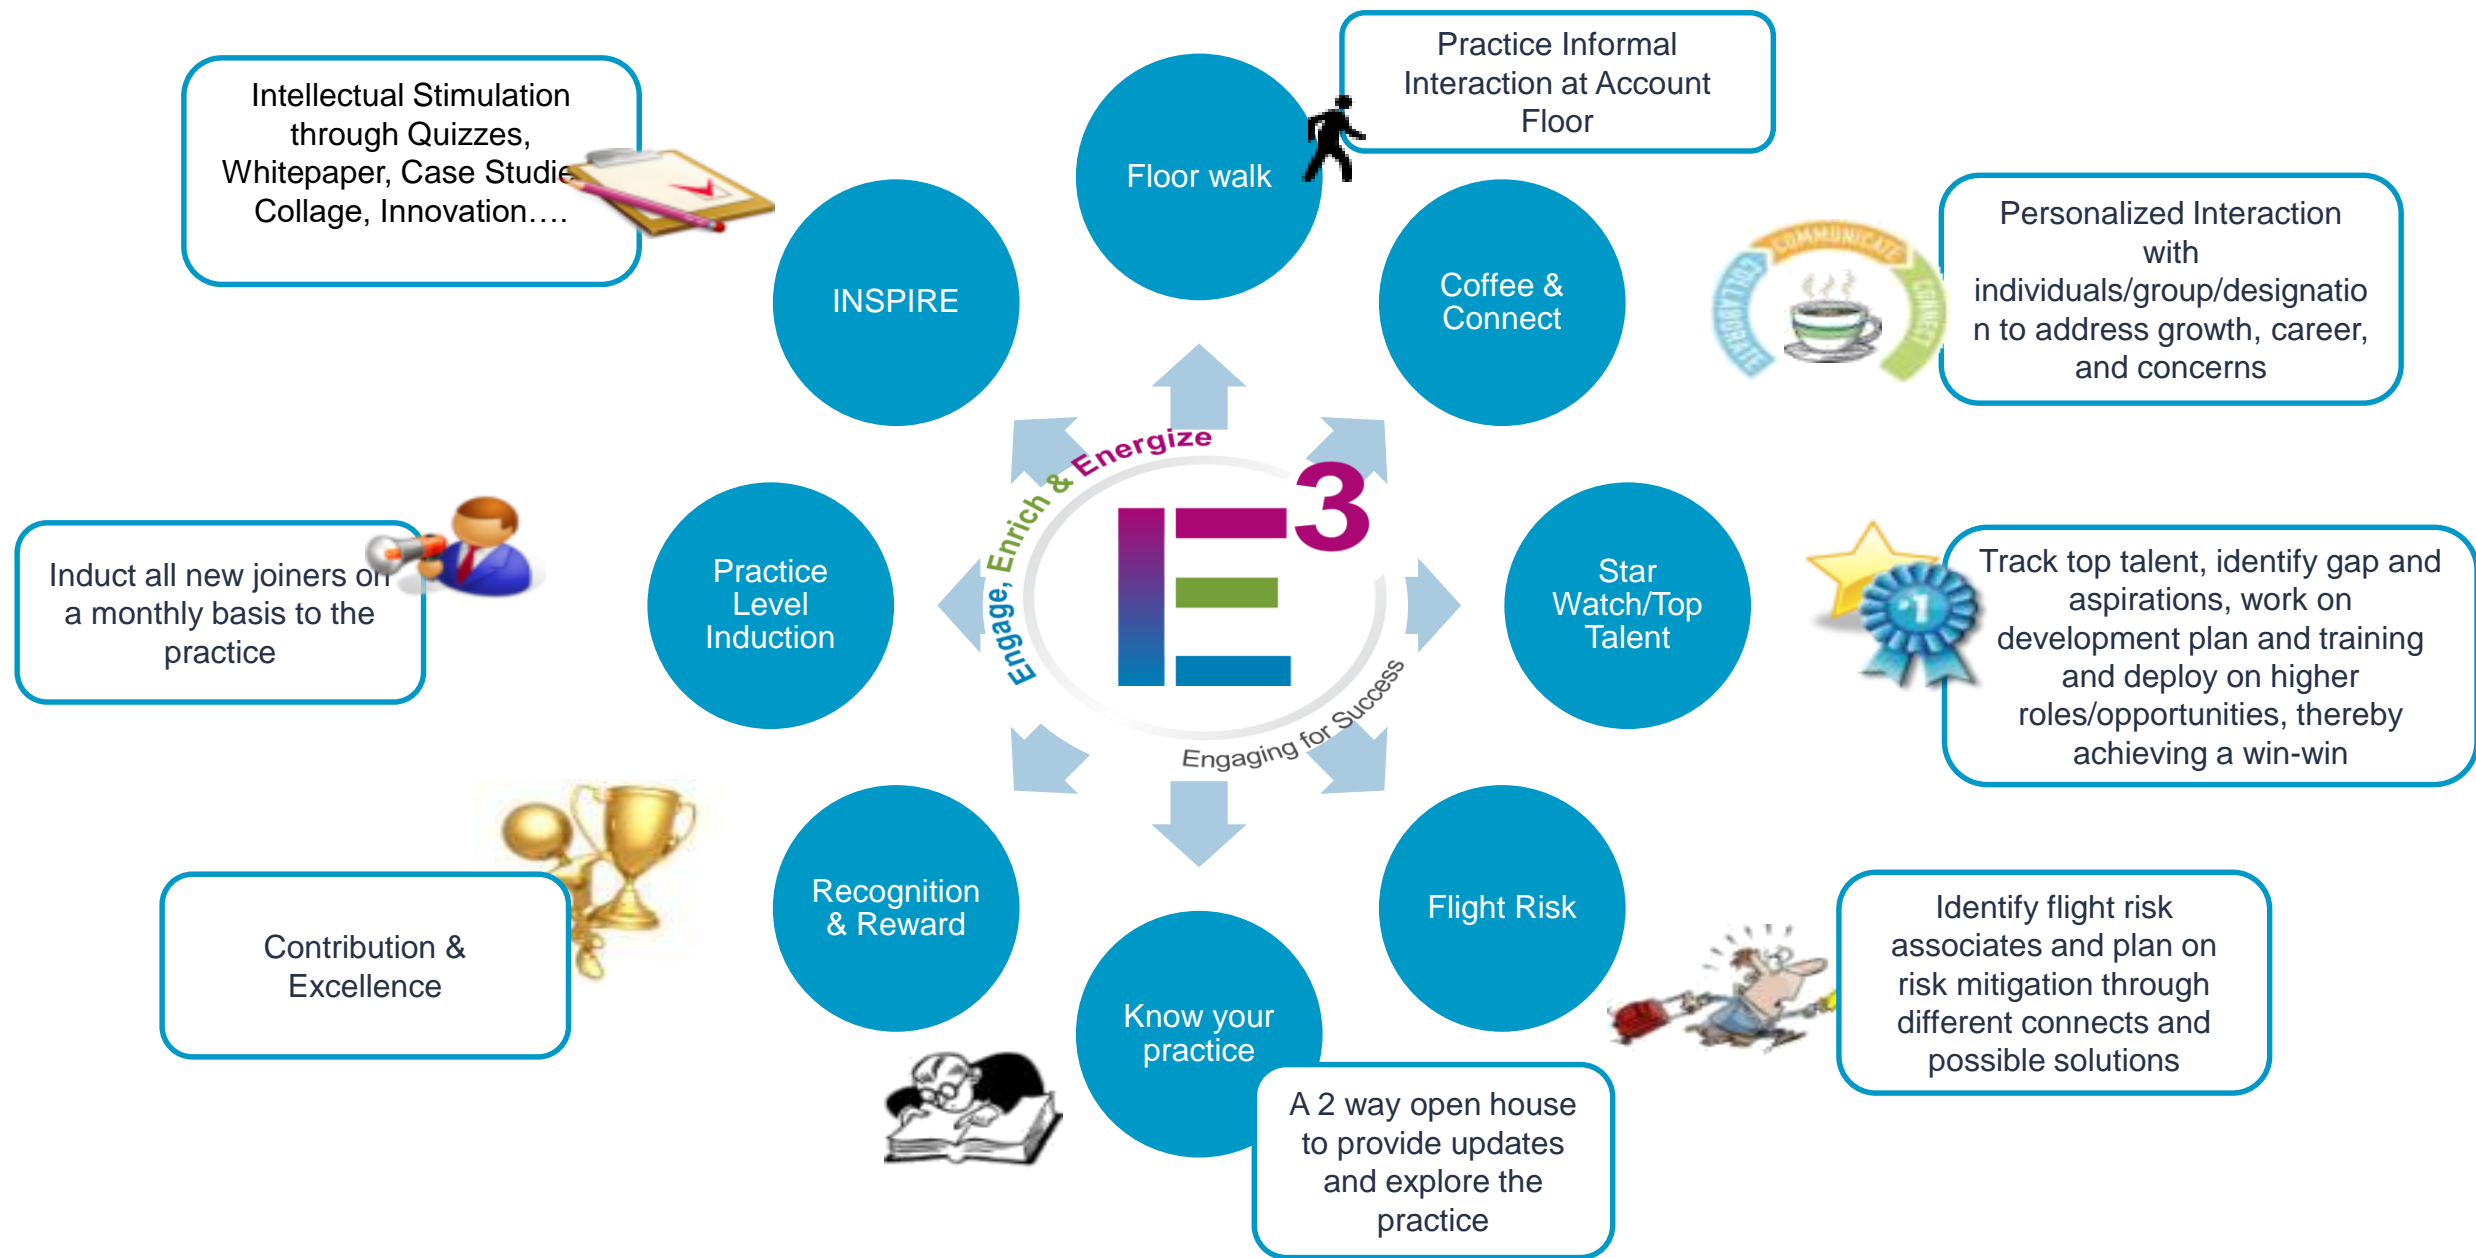 Intellectual Stimulation
through Quizzes,
Whitepaper, Case Studie
Collage, Innovation….
INSPIRE
Floor walk
Practice Informal
Interaction at Account
Floor
Coffee &
Connect
COLLABORATE
COMMUNICATE
CONNECT
Personalized Interaction
with
individuals/group/designatio
n to address growth, career,
and concerns
Induct all new joiners on
a monthly basis to the
practice
Practice
Level
Induction
Engage, Enrich & Energize
E3
Engaging for Success
Star
Watch/Top
Talent
#1
Track top talent, identify gap and
aspirations, work on
development plan and training
and deploy on higher
roles/opportunities, thereby
achieving a win-win
Contribution &
Excellence
Recognition
& Reward
Know your
practice
A 2 way open house
to provide updates
and explore the
practice
Flight Risk
Identify flight risk
associates and plan on
risk mitigation through
different connects and
possible solutions